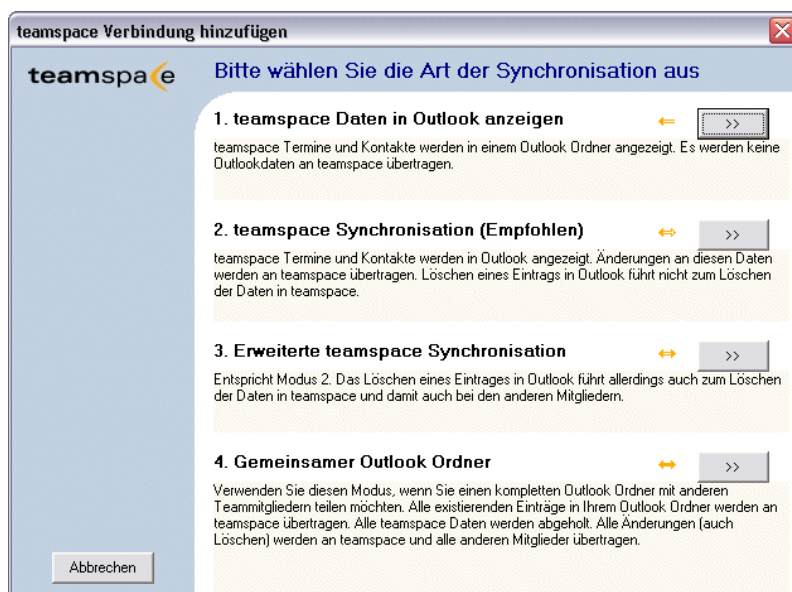 teamspace Verbindung hinzufügen
teamspace
Bitte wählen Sie die Art der Synchronisation aus
1. teamspace Daten in Outlook anzeigen
>>
teamspace Termine und Kontakte werden in einem Outlook Ordner angezeigt. Es werden keine
Outlookdaten an teamspace übertragen.
2. teamspace Synchronisation (Empfohlen)
>>
teamspace Termine und Kontakte werden in Outlook angezeigt. Änderungen an diesen Daten
werden an teamspace übertragen. Löschen eines Eintrags in Outlook führt nicht zum Löschen
der Daten in teamspace.
3. Erweiterte teamspace Synchronisation
>>
Entspricht Modus 2. Das Löschen eines Eintrages in Outlook führt allerdings auch zum Löschen
der Daten in teamspace und damit auch bei den anderen Mitgliedern.
4. Gemeinsamer Outlook Ordner
>>
Verwenden Sie diesen Modus, wenn Sie einen kompletten Outlook Ordner mit anderen
Teammitgliedern teilen möchten. Alle existierenden Einträge in Ihrem Outlook Ordner werden an
teamspace übertragen. Alle teamspace Daten werden abgeholt. Alle Änderungen (auch
Löschen) werden an teamspace und alle anderen Mitglieder übertragen.
Abbrechen